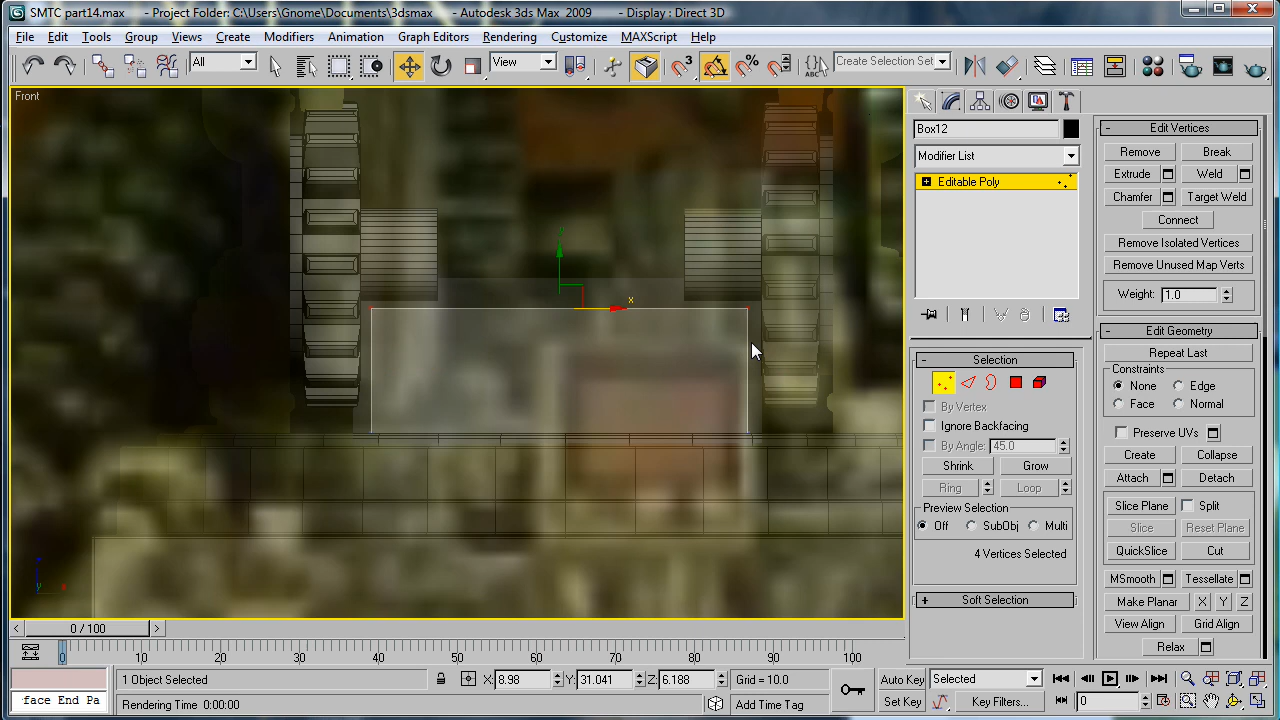 SMTC part14.max - Project Folder: C:\Users\Gnome\Documents\3dsmax - Autodesk 3ds Max 2009 - Display : Direct 3D
File Edit Tools Group Views Create Modifiers Animation Graph Editors Rendering Customize MAXScript Help
All View 3 % ABC Create Selection Set
Front
y
x
Box12
Modifier List
Editable Poly
Selection
By Vertex
Ignore Backfacing
By Angle: 45.0
Shrink Grow
Ring Loop
Preview Selection
Off SubObj Multi
4 Vertices Selected
+ Soft Selection
Edit Vertices
Remove Break
Extrude Weld
Chamfer Target Weld
Connect
Remove Isolated Vertices
Remove Unused Map Verts
Weight: 1.0
Edit Geometry
Repeat Last
Constraints
None Edge
Face Normal
Preserve UVs
Create Collapse
Attach Detach
Slice Plane Split
Slice Reset Plane
QuickSlice Cut
MSmooth Tessellate
Make Planar X Y Z
View Align Grid Align
Relax
< 0 / 100 >
0 10 20 30 40 50 60 70 80 90 100
1 Object Selected X: 8.98 Y: 31.041 Z: 6.188 Grid = 10.0 Auto Key Selected
face End Pa Rendering Time 0:00:00 Add Time Tag Set Key Key Filters... 0